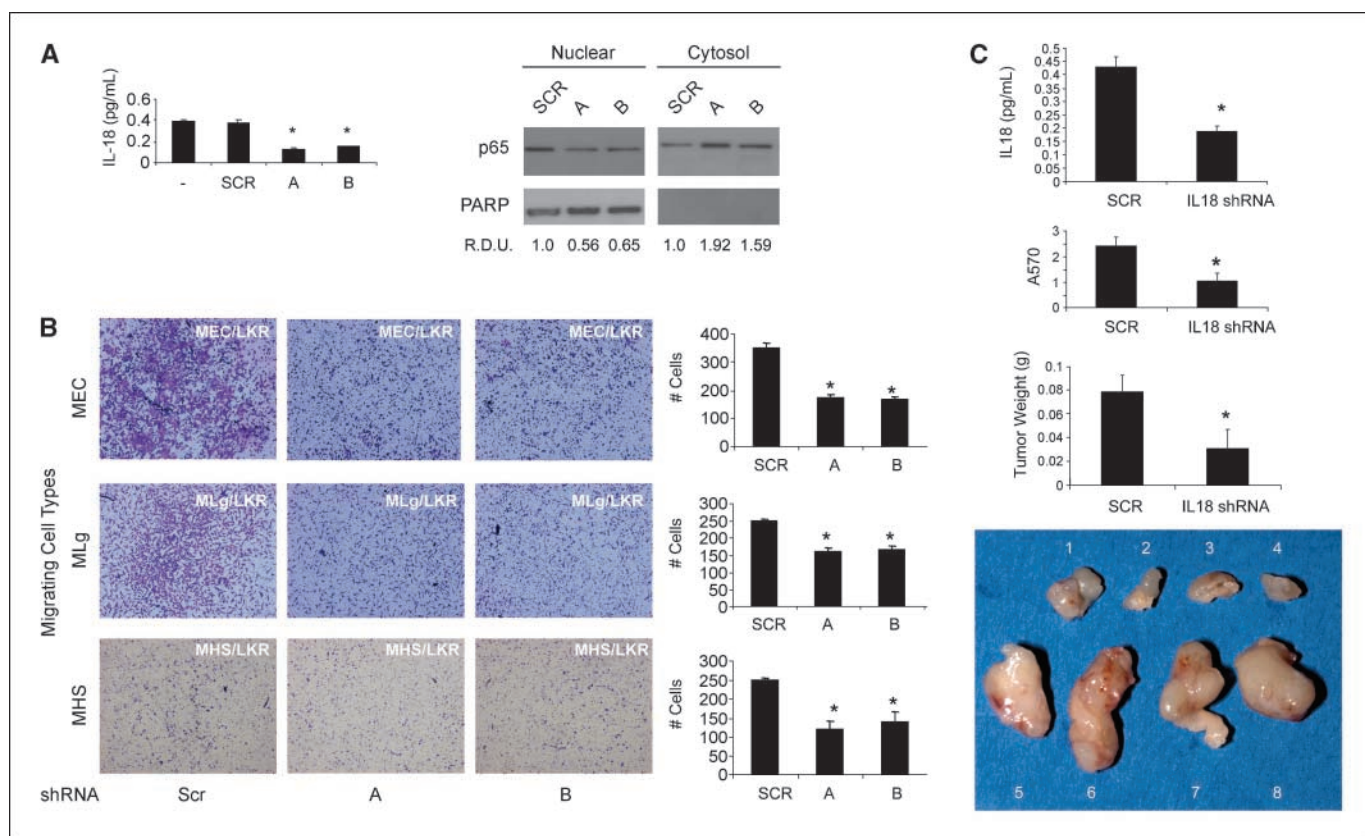 A
IL-18 (pg/mL)
0.6
0.4
0.2
0
* *
- SCR A B
Nuclear Cytosol
SCR A B SCR A B
p65
PARP
R.D.U. 1.0 0.56 0.65 1.0 1.92 1.59
B
Migrating Cell Types
MEC
MEC/LKR MEC/LKR MEC/LKR
# Cells
400
300
200
100
0
* *
SCR A B
MLg
MLg/LKR MLg/LKR MLg/LKR
# Cells
300
250
200
150
100
50
0
* *
SCR A B
MHS
MHS/LKR MHS/LKR MHS/LKR
# Cells
300
250
200
150
100
50
0
* *
SCR A B
shRNA Scr A B
C
IL18 (pg/mL)
0.5
0.45
0.4
0.35
0.3
0.25
0.2
0.15
0.1
0.05
0
*
SCR IL18 shRNA
A570
3
2
1
0
*
SCR IL18 shRNA
Tumor Weight (g)
0.1
0.08
0.06
0.04
0.02
0
*
SCR IL18 shRNA
1 2 3 4
5 6 7 8